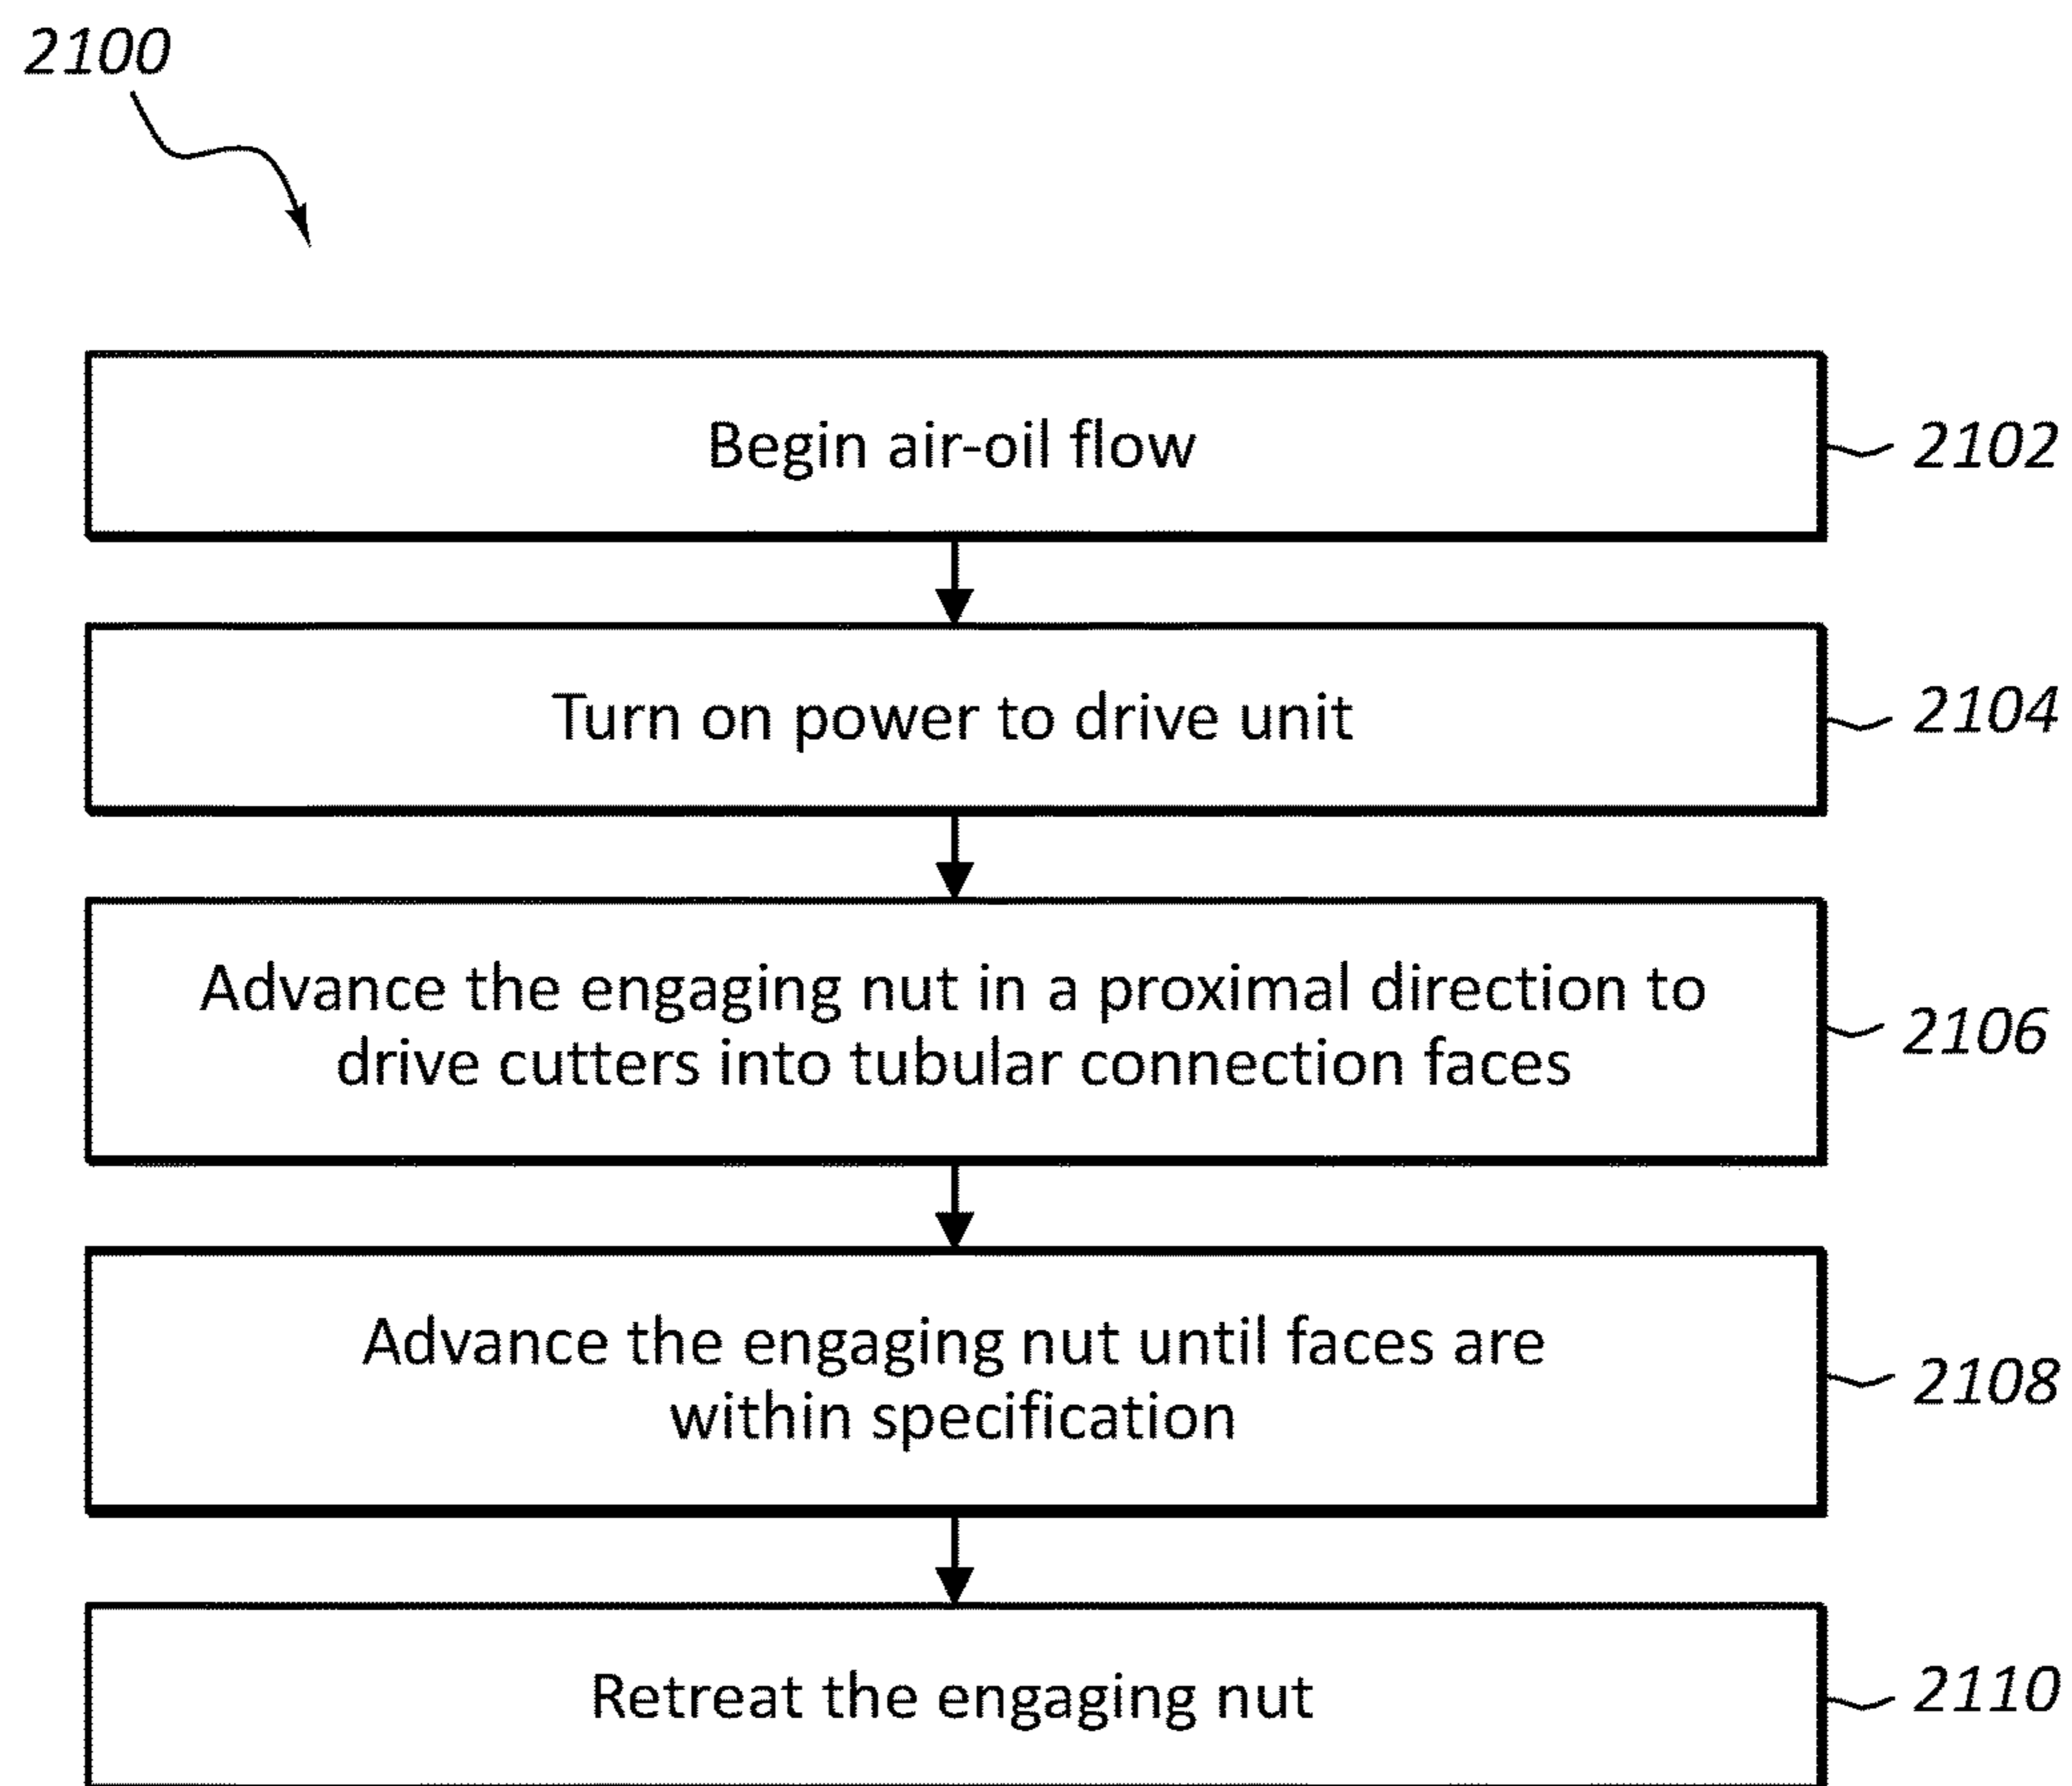 2100
Begin air-oil flow
2102
Turn on power to drive unit
2104
Advance the engaging nut in a proximal direction to
drive cutters into tubular connection faces
2106
Advance the engaging nut until faces are
within specification
2108
Retreat the engaging nut
2110